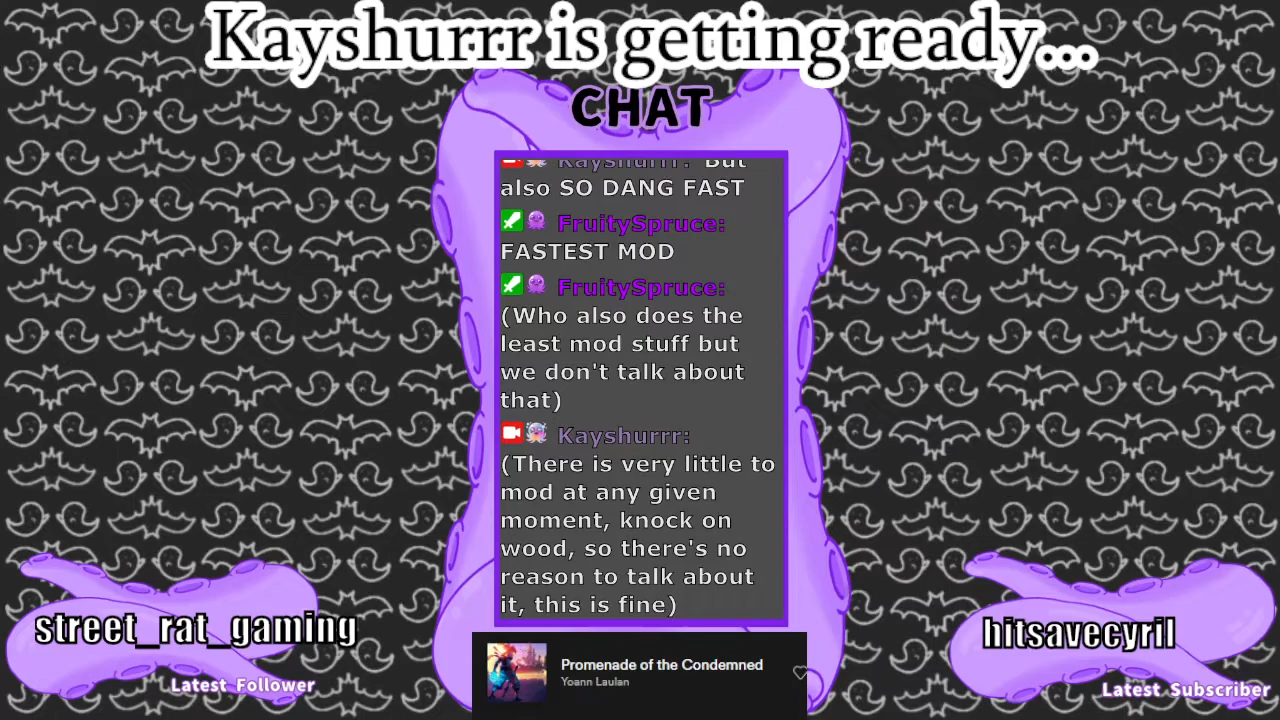 Kayshurrr is getting ready...
CHAT
Kayshurrr: But
also SO DANG FAST
FruitySpruce:
FASTEST MOD
FruitySpruce:
(Who also does the
least mod stuff but
we don't talk about
that)
Kayshurrr:
(There is very little to
mod at any given
moment, knock on
wood, so there's no
reason to talk about
it, this is fine)
street_rat_gaming
Latest Follower
hitsavecyril
Latest Subscriber
Promenade of the Condemned
Yoann Laulan